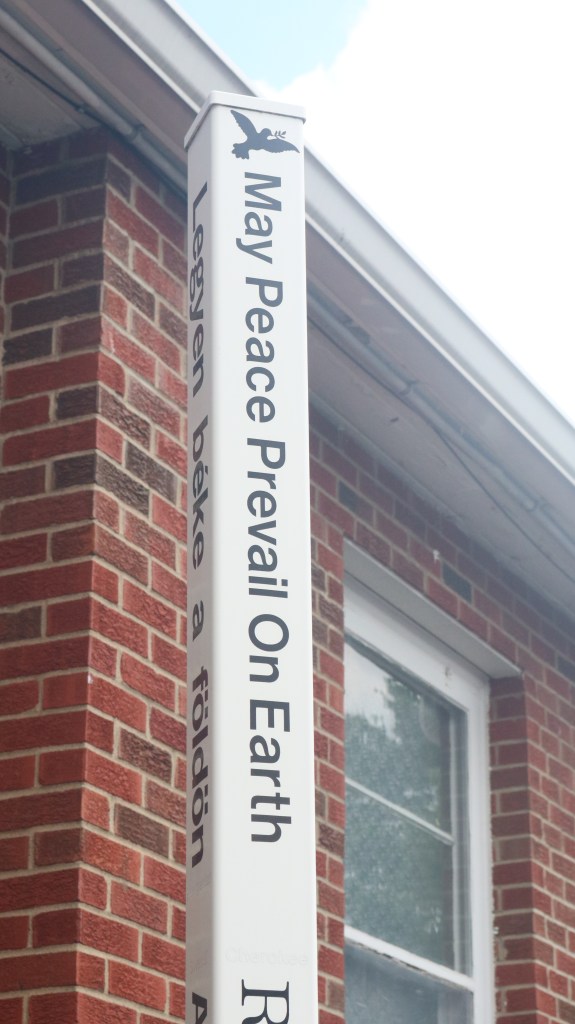 May Peace Prevail On Earth
Legyen béke a földön